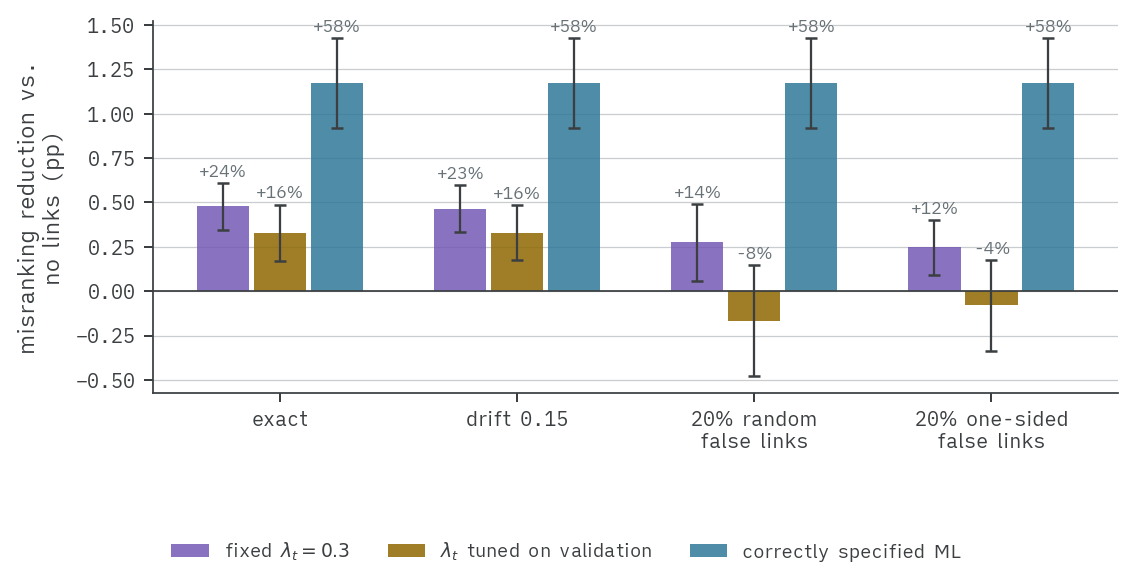 misranking reduction vs.
no links (pp)
1.50
1.25
1.00
0.75
0.50
0.25
0.00
−0.25
−0.50
+24%
+16%
+58%
+23%
+16%
+58%
+14%
-8%
+58%
+12%
-4%
+58%
exact
drift 0.15
20% random
false links
20% one-sided
false links
fixed λt = 0.3
λt tuned on validation
correctly specified ML